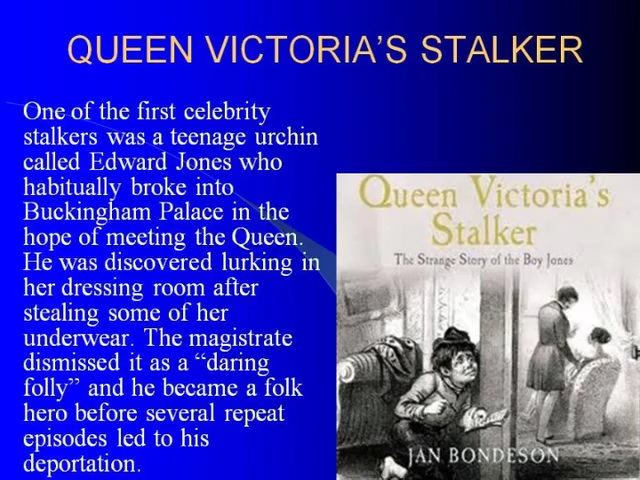 QUEEN VICTORIA’S STALKER
One of the first celebrity
stalkers was a teenage urchin
called Edward Jones who
habitually broke into
Buckingham Palace in the
hope of meeting the Queen.
He was discovered lurking in
her dressing room after
stealing some of her
underwear. The magistrate
dismissed it as a “daring
folly” and he became a folk
hero before several repeat
episodes led to his
deportation.
Queen Victoria's
Stalker
The Strange Story of the Boy Jones
JAN BONDESON